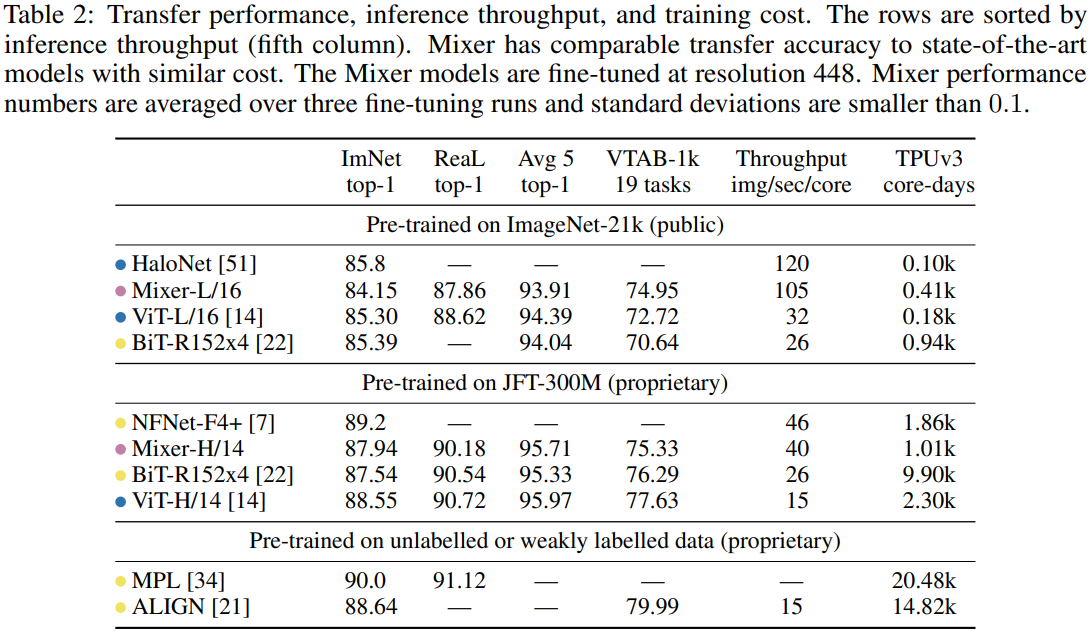 Table 2: Transfer performance, inference throughput, and training cost. The rows are sorted by
inference throughput (fifth column). Mixer has comparable transfer accuracy to state-of-the-art
models with similar cost. The Mixer models are fine-tuned at resolution 448. Mixer performance
numbers are averaged over three fine-tuning runs and standard deviations are smaller than 0.1.
ImNet ReaL Avg 5 VTAB-1k Throughput TPUv3
top-1 top-1 top-1 19 tasks img/sec/core core-days
Pre-trained on ImageNet-21k (public)
HaloNet [51] 85.8 — — — 120 0.10k
Mixer-L/16 84.15 87.86 93.91 74.95 105 0.41k
ViT-L/16 [14] 85.30 88.62 94.39 72.72 32 0.18k
BiT-R152x4 [22] 85.39 — 94.04 70.64 26 0.94k
Pre-trained on JFT-300M (proprietary)
NFNet-F4+ [7] 89.2 — — — 46 1.86k
Mixer-H/14 87.94 90.18 95.71 75.33 40 1.01k
BiT-R152x4 [22] 87.54 90.54 95.33 76.29 26 9.90k
ViT-H/14 [14] 88.55 90.72 95.97 77.63 15 2.30k
Pre-trained on unlabelled or weakly labelled data (proprietary)
MPL [34] 90.0 91.12 — — — 20.48k
ALIGN [21] 88.64 — — 79.99 15 14.82k